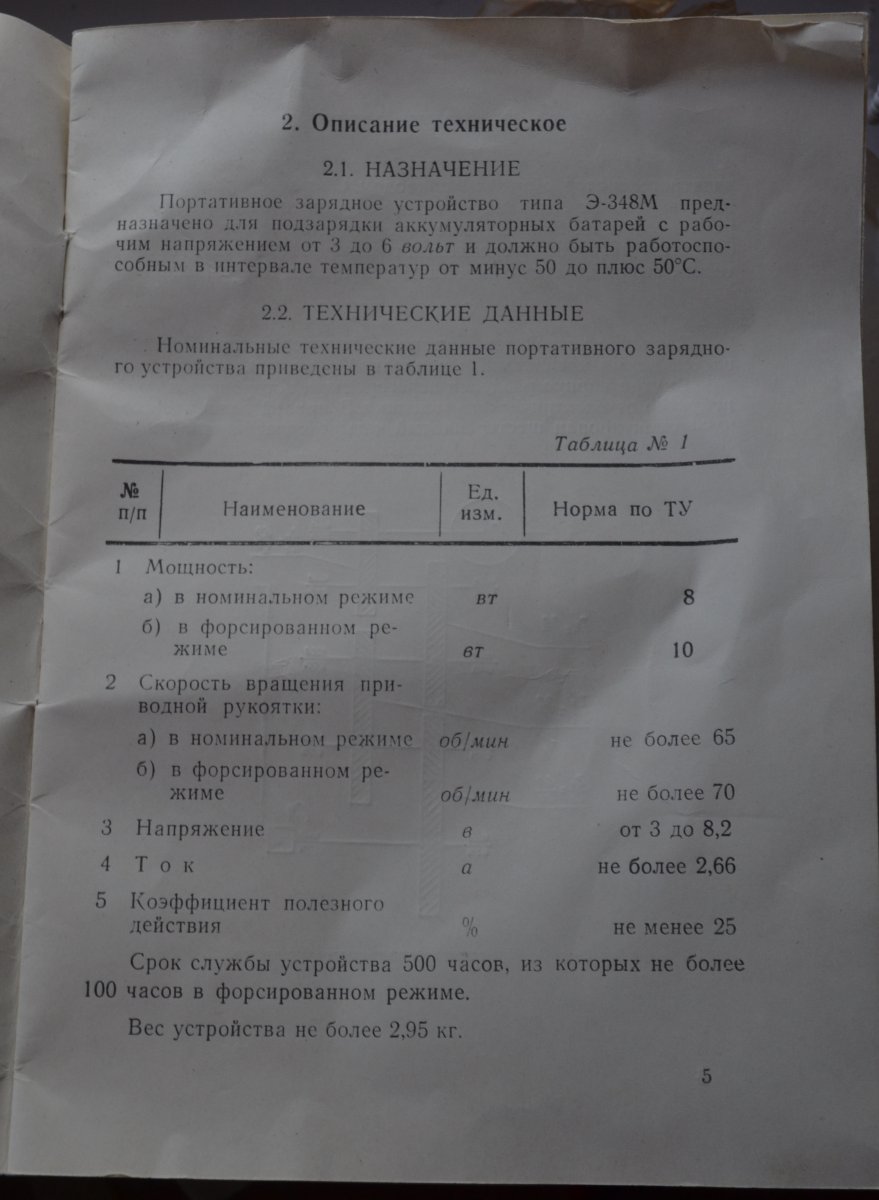 2. Описание техническое
2.1. НАЗНАЧЕНИЕ
Портативное зарядное устройство типа Э-348М пред-
назначено для подзарядки аккумуляторных батарей с рабо-
чим напряжением от 3 до 6 вольт и должно быть работоспо-
собным в интервале температур от минус 50 до плюс 50°С.
2.2. ТЕХНИЧЕСКИЕ ДАННЫЕ
Номинальные технические данные портативного зарядно-
го устройства приведены в таблице 1.
Таблица № 1
№ п/п Наименование Ед. изм. Норма по ТУ
1 Мощность:
а) в номинальном режиме вт 8
б) в форсированном ре-
жиме вт 10
2 Скорость вращения при-
водной рукоятки:
а) в номинальном режиме об/мин не более 65
б) в форсированном ре-
жиме об/мин не более 70
3 Напряжение в от 3 до 8,2
4 Т о к а не более 2,66
5 Коэффициент полезного
действия % не менее 25
Срок службы устройства 500 часов, из которых не более
100 часов в форсированном режиме.
Вес устройства не более 2,95 кг.
5